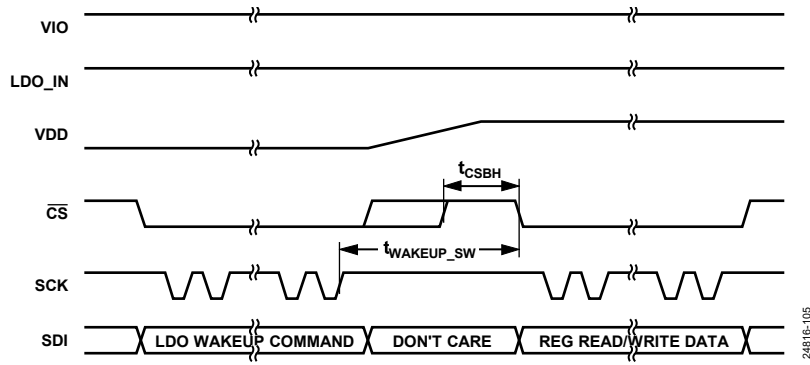 VIO
LDO_IN
VDD
tCSBH
CS
tWAKEUP_SW
SCK
SDI LDO WAKEUP COMMAND DON'T CARE REG READ/WRITE DATA
24816-105